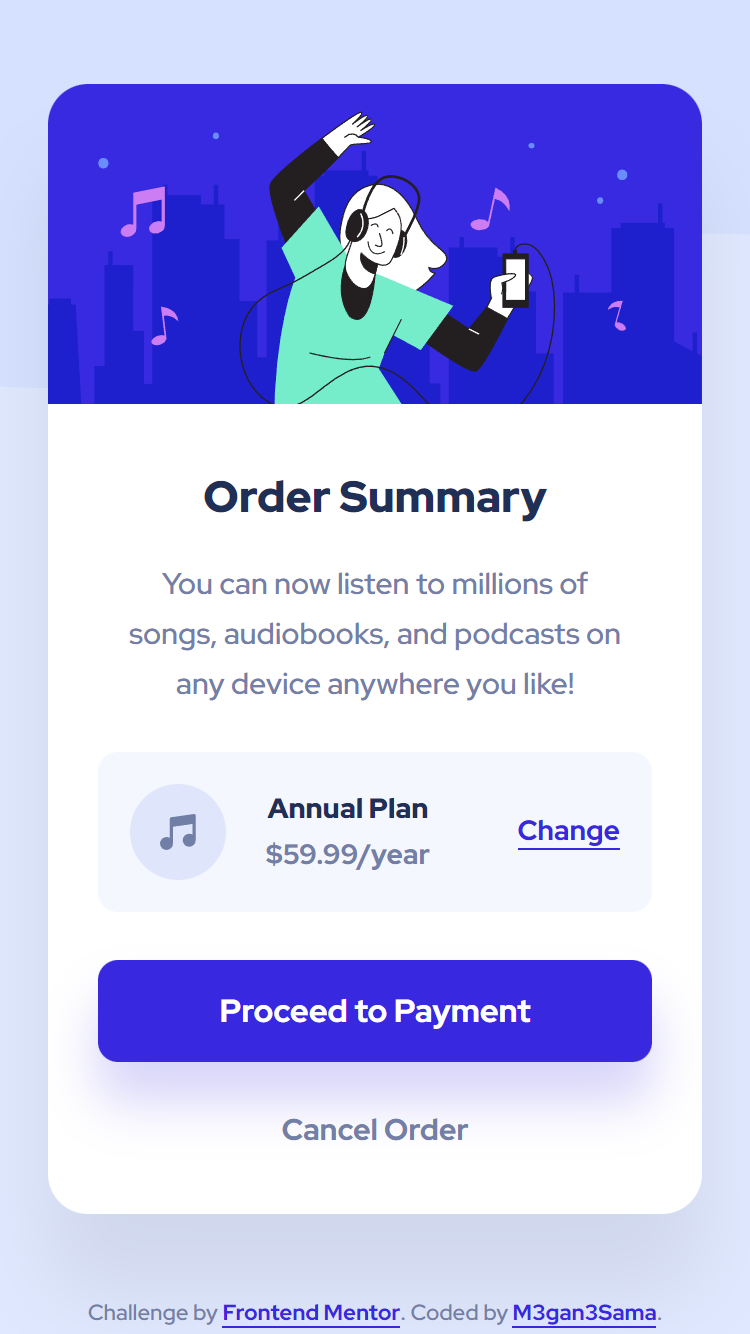 Order Summary
You can now listen to millions of
songs, audiobooks, and podcasts on
any device anywhere you like!
Annual Plan
$59.99/year
Change
Proceed to Payment
Cancel Order
Challenge by Frontend Mentor. Coded by M3gan3Sama.